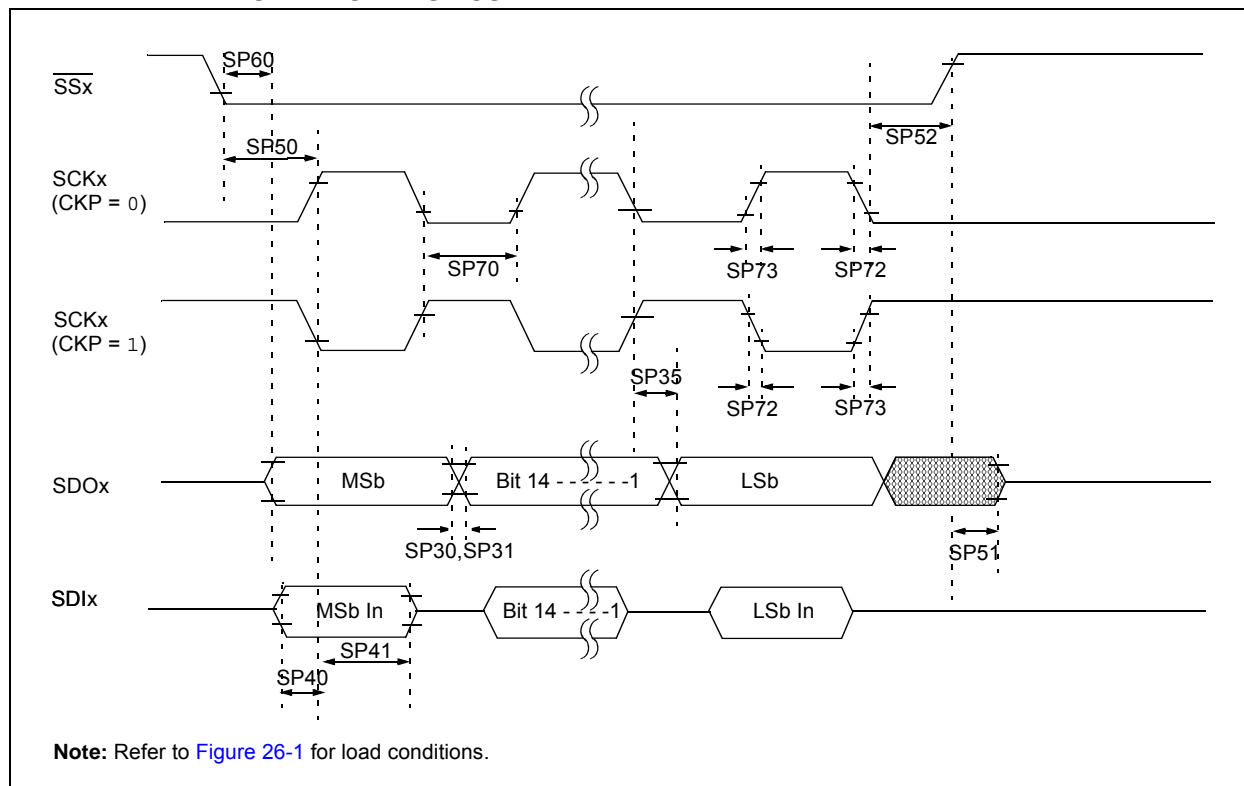 SP60
SSx
SP52
SP50
SCKx
(CKP = 0)
SP70
SP73
SP72
SCKx
(CKP = 1)
SP35
SP72
SP73
SDOx
MSb
Bit 14 - - - - - -1
LSb
SP30,SP31
SP51
SDIx
MSb In
Bit 14 - - - -1
LSb In
SP41
SP40
Note: Refer to Figure 26-1 for load conditions.